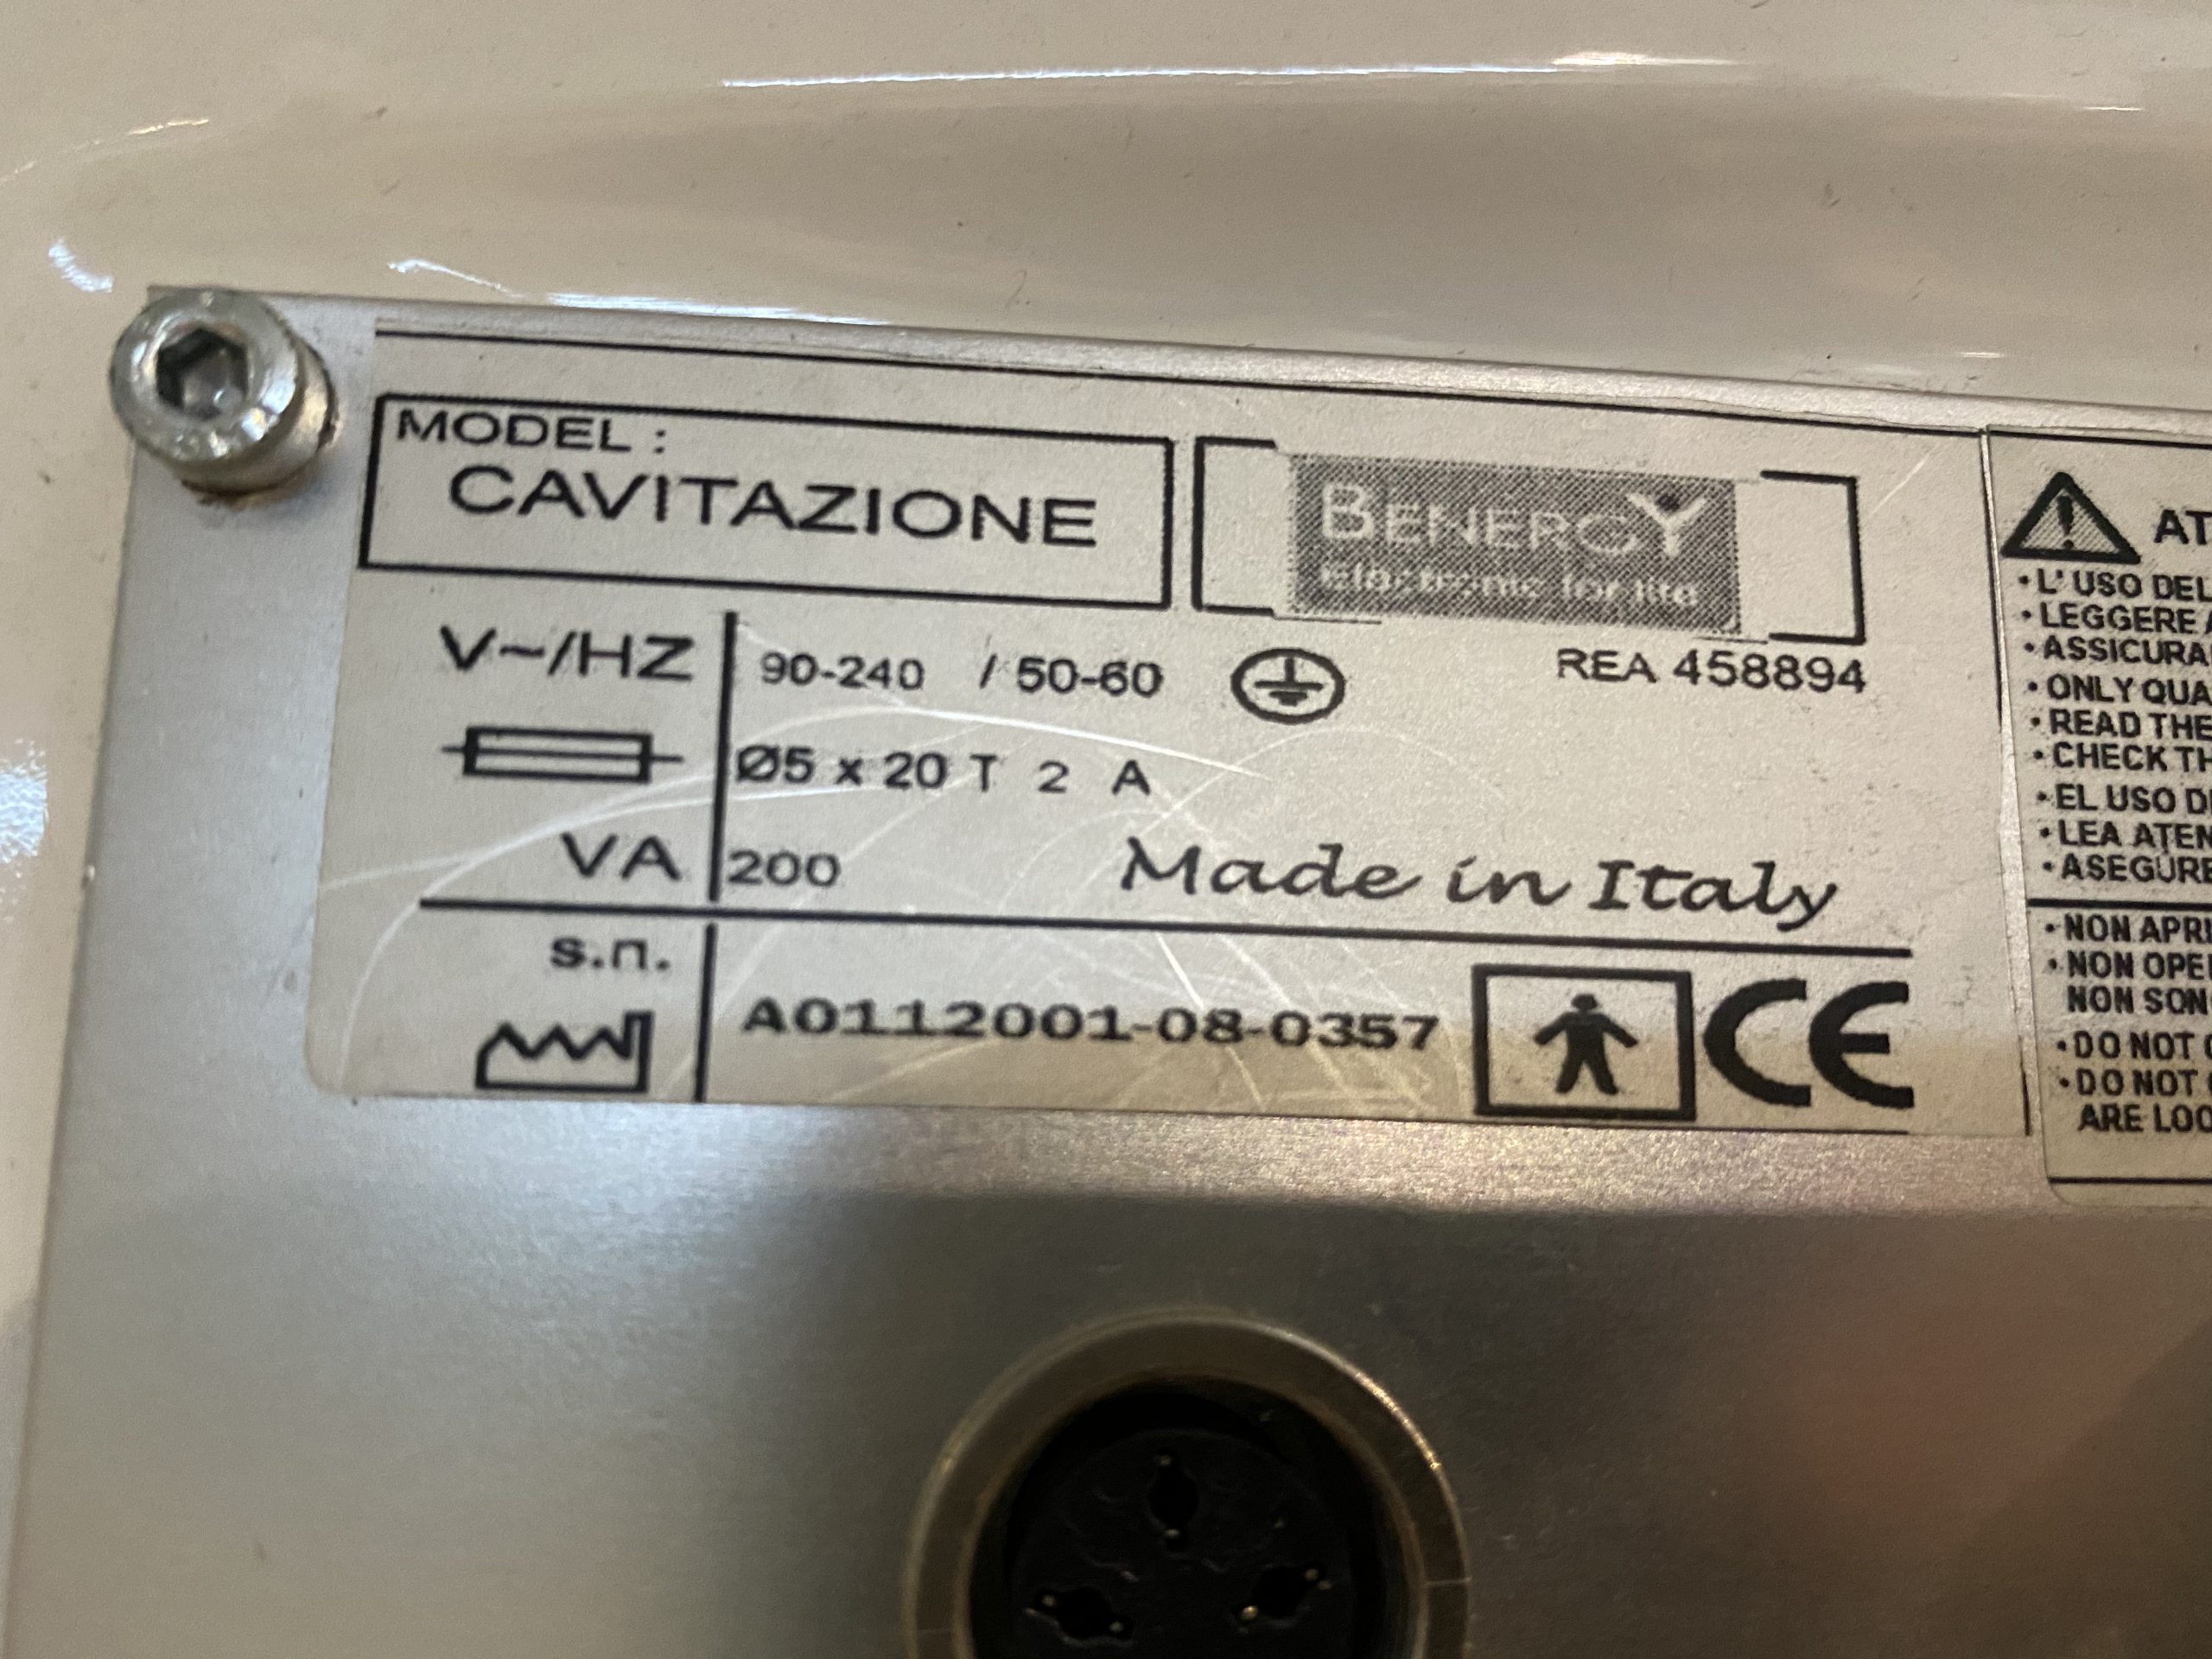 MODEL :
CAVITAZIONE
BENERGY
electronic for life
V~/HZ 90-240 / 50-60
REA 458894
Ø5 x 20 T 2 A
VA 200
Made in Italy
s.n.
A0112001-08-0357
CE
AT
• L' USO DEL
• LEGGERE A
• ASSICURA
• ONLY QUA
• READ THE
• CHECK TH
• EL USO D
• LEA ATEN
• ASEGÚRE
• NON APRI
• NON OPE
NON SON
• DO NOT
• DO NOT
ARE LOO